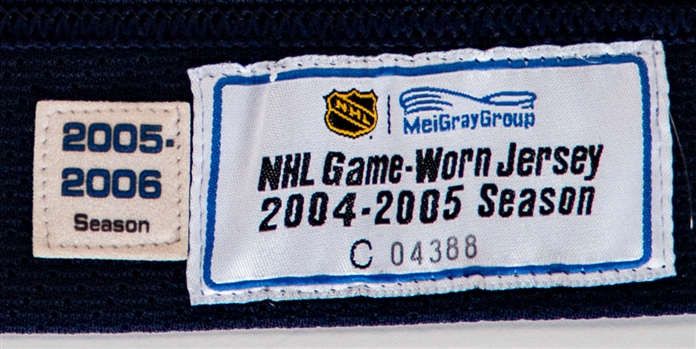 2005-
2006
Season
NHL
MeiGrayGroup
NHL Game-Worn Jersey
2004-2005 Season
C 04388